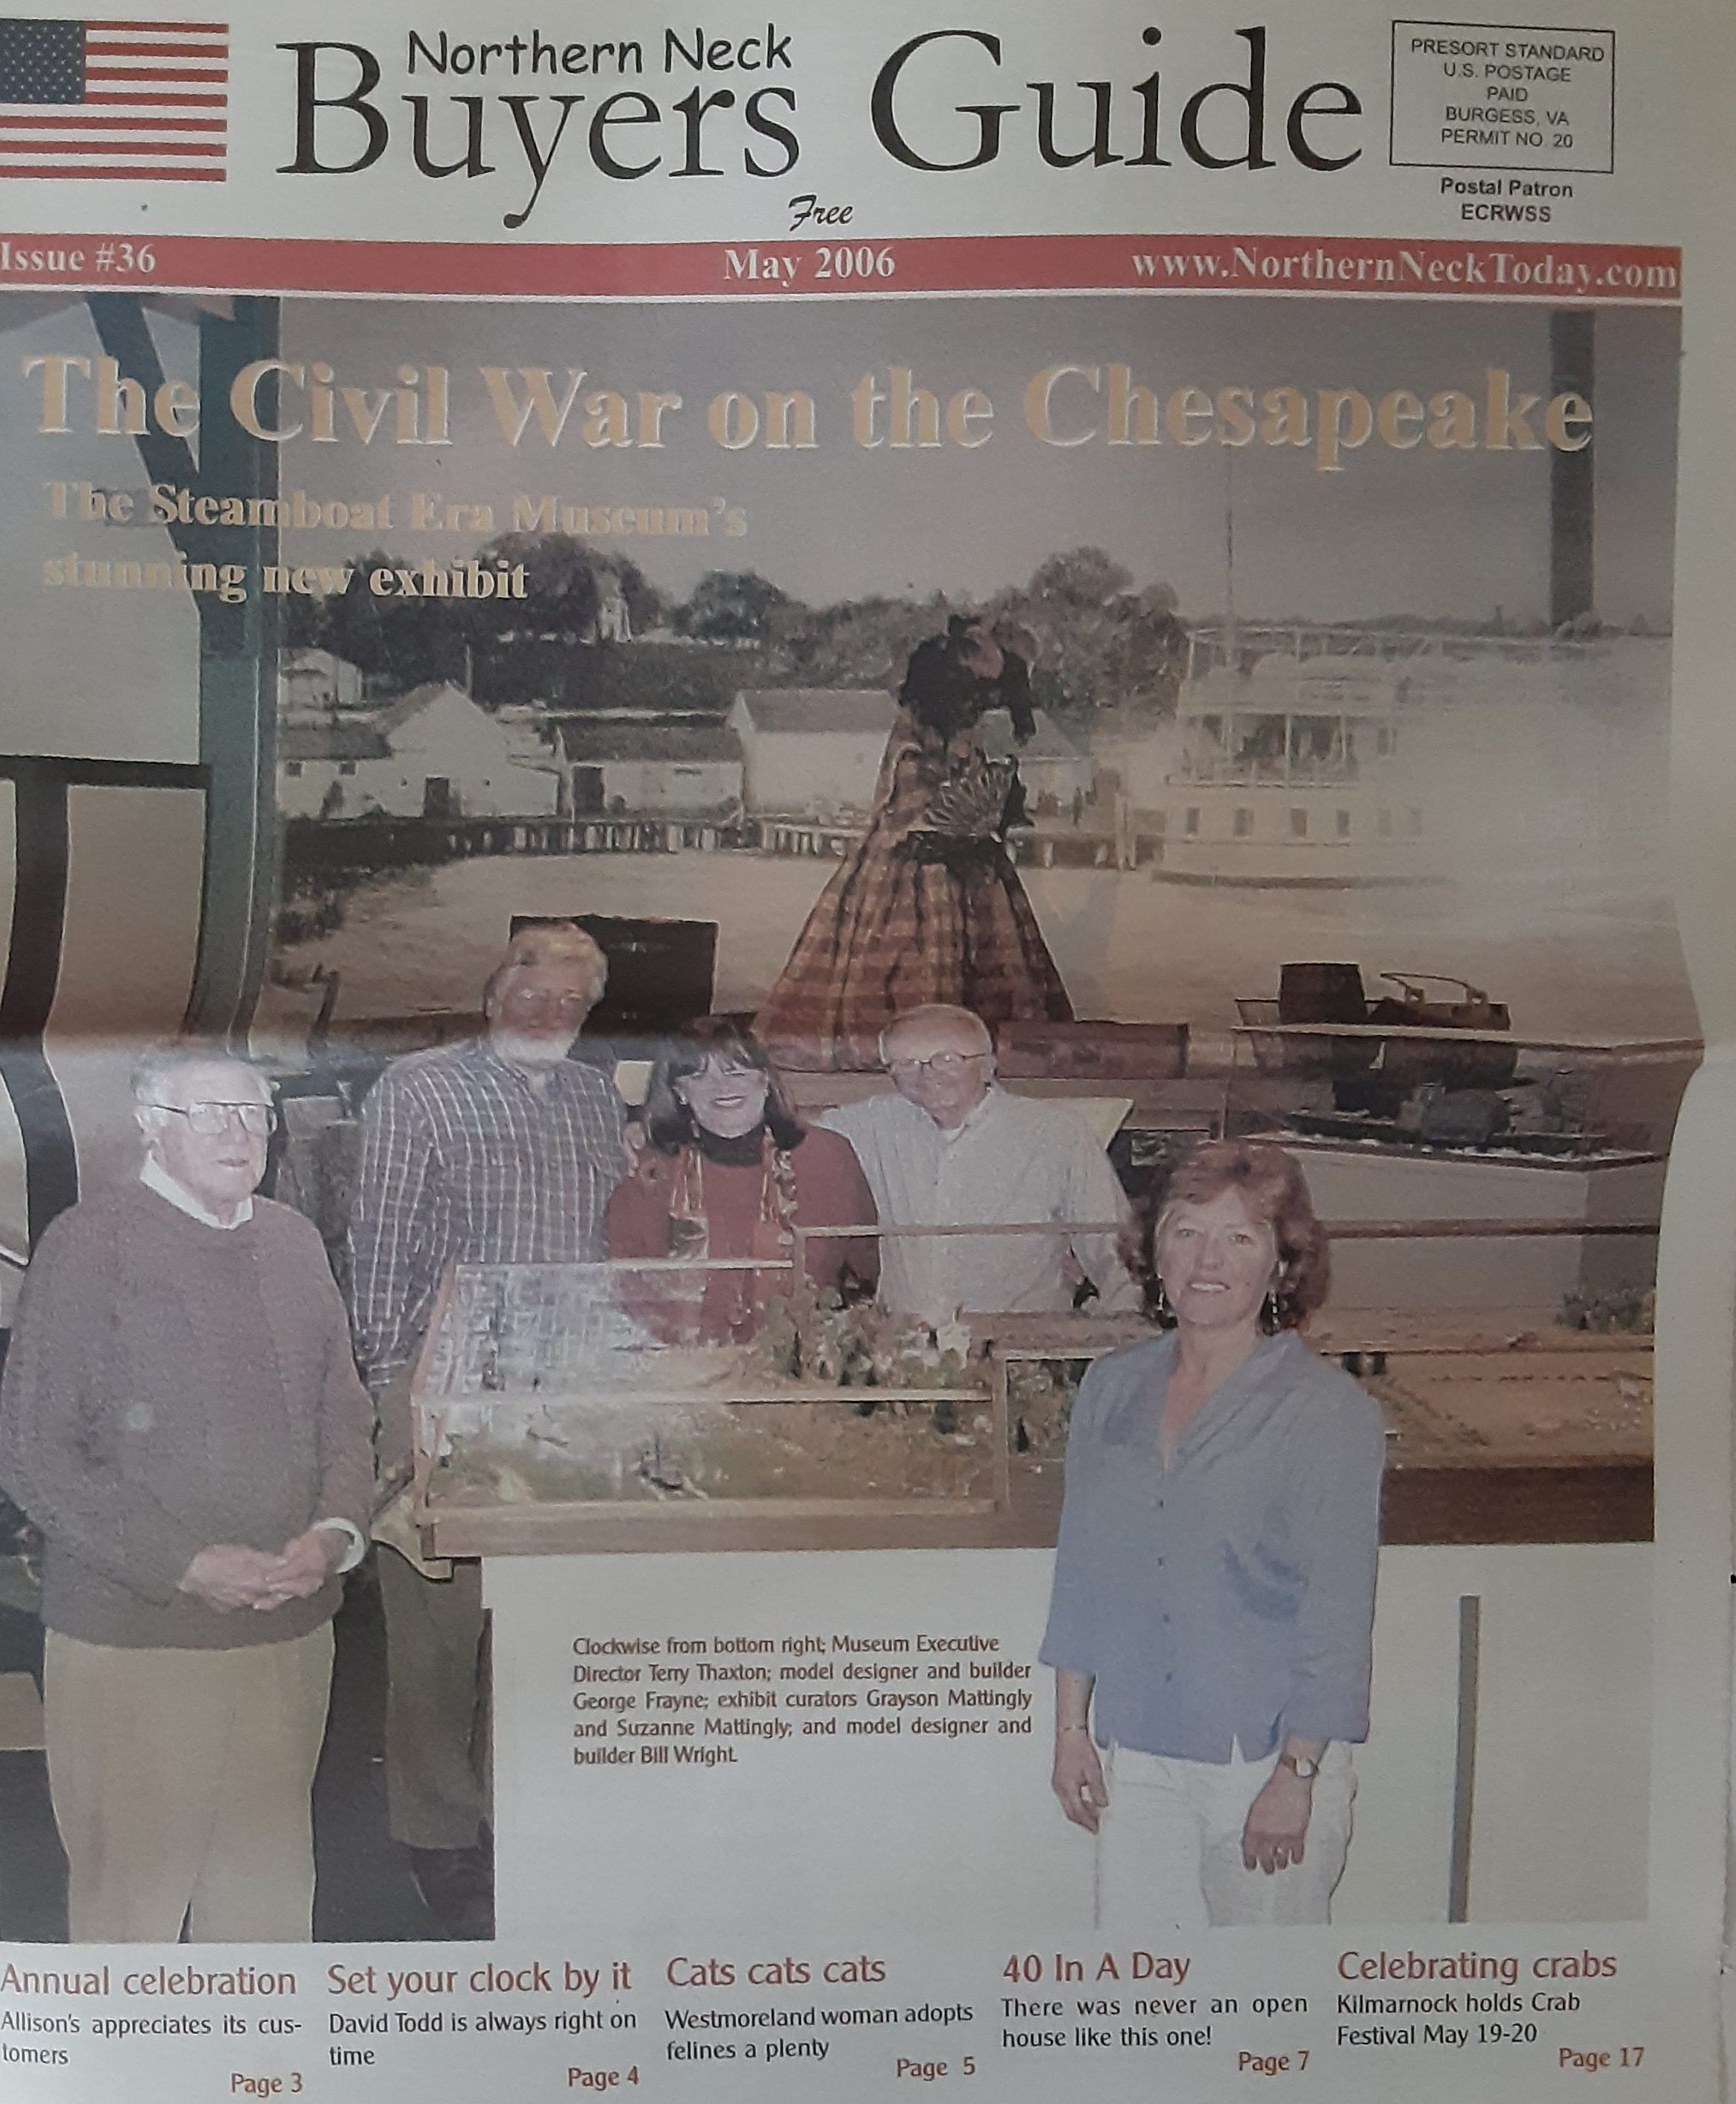 Northern Neck
Buyers Guide
Free
PRESORT STANDARD
U.S. POSTAGE
PAID
BURGESS, VA
PERMIT NO. 20
Postal Patron
ECRWSS
Issue #36
May 2006
www.NorthernNeckToday.com
The Civil War on the Chesapeake
The Steamboat Era Museum's
stunning new exhibit
Clockwise from bottom right; Museum Executive
Director Terry Thaxton; model designer and builder
George Frayne; exhibit curators Grayson Mattingly
and Suzanne Mattingly; and model designer and
builder Bill Wright.
Annual celebration
Allison's appreciates its cus-
tomers
Page 3
Set your clock by it
David Todd is always right on
time
Page 4
Cats cats cats
Westmoreland woman adopts
felines a plenty
Page 5
40 In A Day
There was never an open
house like this one!
Page 7
Celebrating crabs
Kilmarnock holds Crab
Festival May 19-20
Page 17